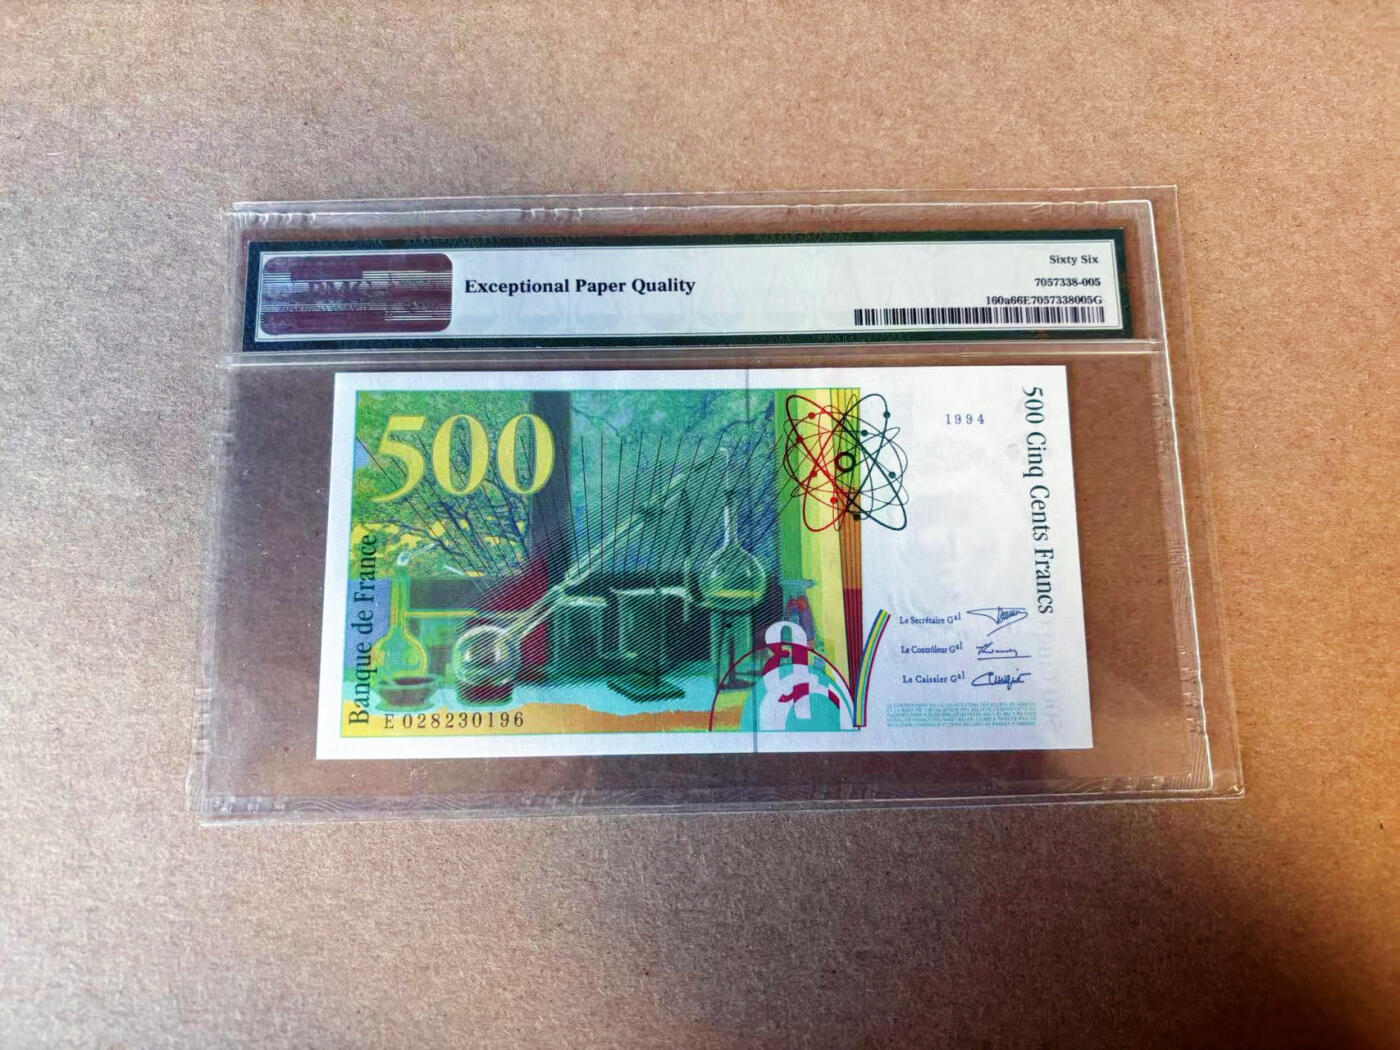 PMG
Exceptional Paper Quality
Sixty Six
7057338-005
160a66E7057338005G
500
1994
500 Cinq Cents Francs
Banque de France
Le Secrétaire Gal
Le Contrôleur Gal
Le Caissier Gal
E 028230196